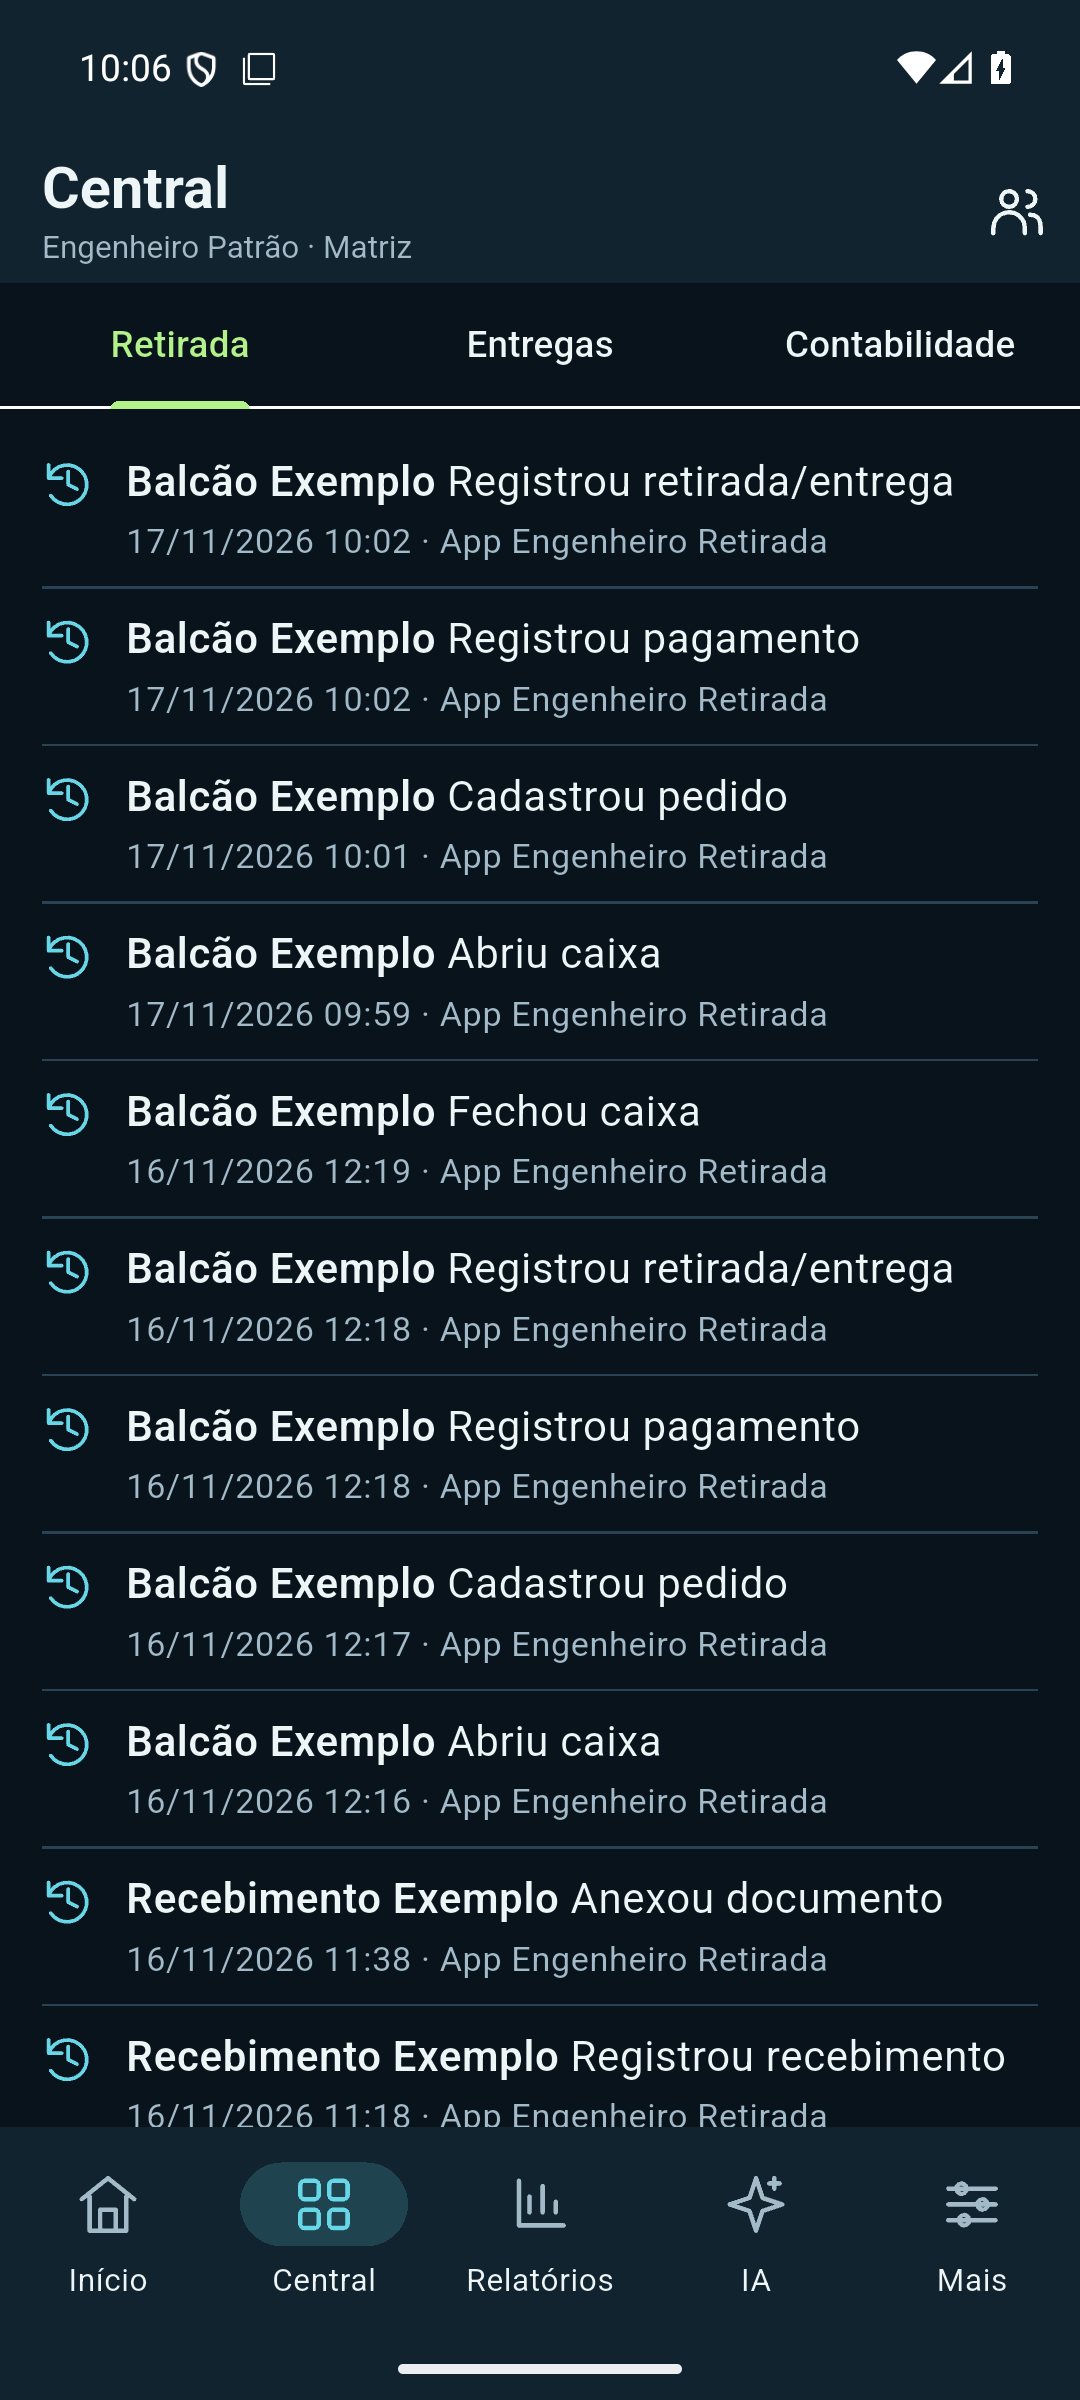 10:06
Central
Engenheiro Patrão · Matriz
Retirada
Entregas
Contabilidade
Balcão Exemplo Registrou retirada/entrega
17/11/2026 10:02 · App Engenheiro Retirada
Balcão Exemplo Registrou pagamento
17/11/2026 10:02 · App Engenheiro Retirada
Balcão Exemplo Cadastrou pedido
17/11/2026 10:01 · App Engenheiro Retirada
Balcão Exemplo Abriu caixa
17/11/2026 09:59 · App Engenheiro Retirada
Balcão Exemplo Fechou caixa
16/11/2026 12:19 · App Engenheiro Retirada
Balcão Exemplo Registrou retirada/entrega
16/11/2026 12:18 · App Engenheiro Retirada
Balcão Exemplo Registrou pagamento
16/11/2026 12:18 · App Engenheiro Retirada
Balcão Exemplo Cadastrou pedido
16/11/2026 12:17 · App Engenheiro Retirada
Balcão Exemplo Abriu caixa
16/11/2026 12:16 · App Engenheiro Retirada
Recebimento Exemplo Anexou documento
16/11/2026 11:38 · App Engenheiro Retirada
Recebimento Exemplo Registrou recebimento
16/11/2026 11:18 · App Engenheiro Retirada
Início
Central
Relatórios
IA
Mais